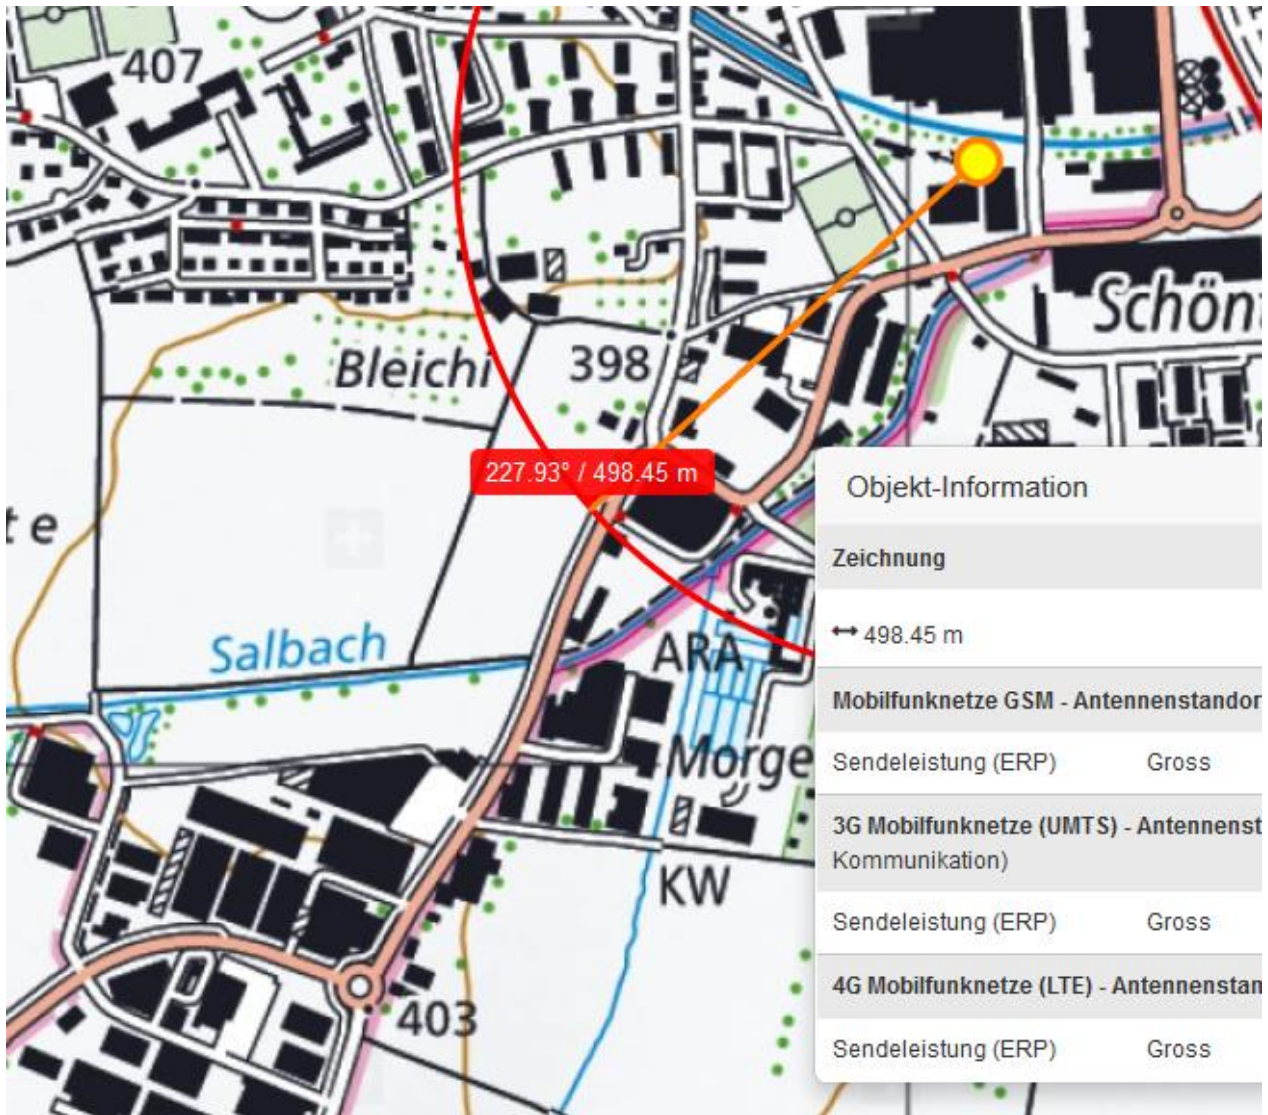 407
Schönt
Bleichi
398
227.93° / 498.45 m
Objekt-Information
te
Zeichnung
498.45 m
Salbach
ARA
Mobilfunknetze GSM - Antennenstandor
Morge
Sendeleistung (ERP) Gross
3G Mobilfunknetze (UMTS) - Antennenst
Kommunikation)
KW
Sendeleistung (ERP) Gross
4G Mobilfunknetze (LTE) - Antennenstan
403
Sendeleistung (ERP) Gross